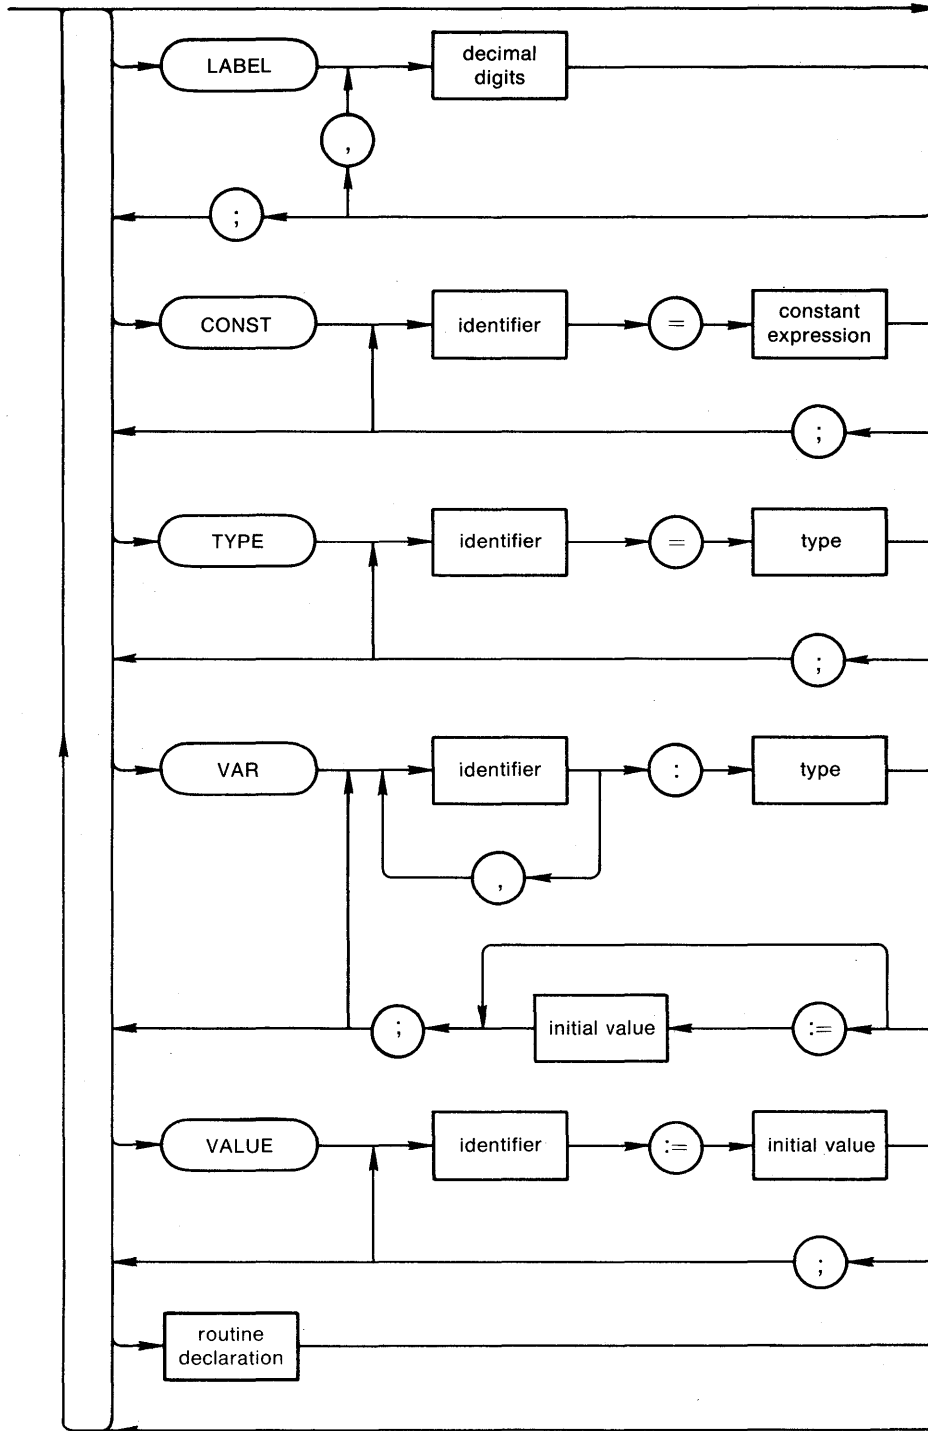 LABEL
decimal
digits
,
;
CONST
identifier
=
constant
expression
;
TYPE
identifier
=
type
;
VAR
identifier
:
type
,
;
initial value
:=
VALUE
identifier
:=
initial value
;
routine
declaration